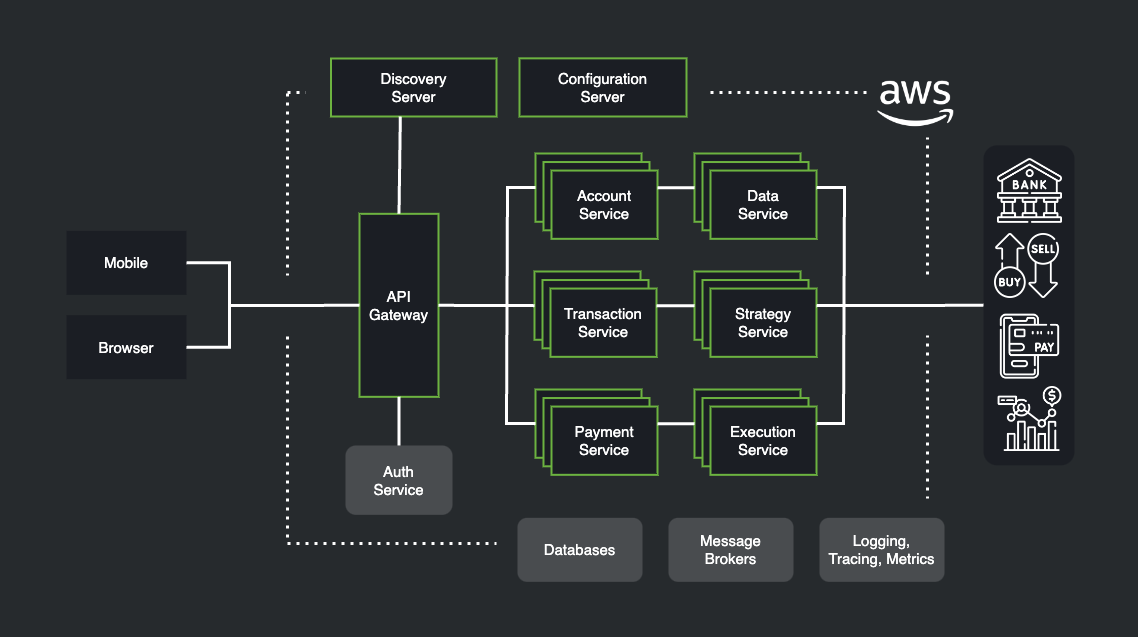 Discovery
Server
Configuration
Server
aws
Mobile
Browser
API
Gateway
Auth
Service
Account
Service
Data
Service
Transaction
Service
Strategy
Service
Payment
Service
Execution
Service
BANK
SELL
BUY
PAY
$
Databases
Message
Brokers
Logging,
Tracing, Metrics